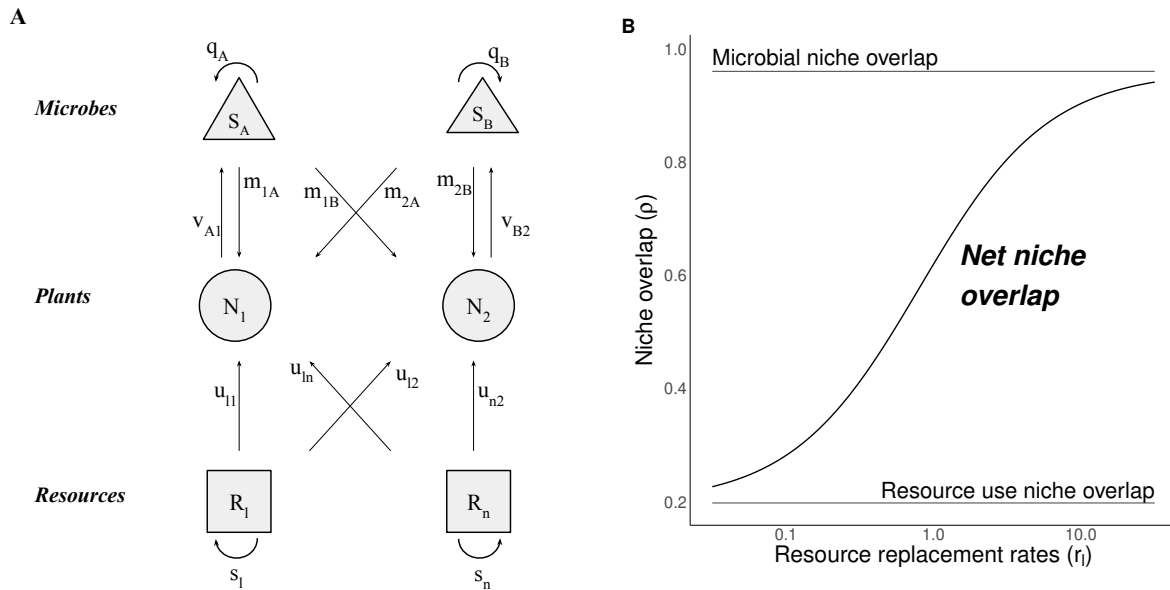 A
q_A
q_B
Microbes
S_A
S_B
m_1A
m_1B
m_2A
m_2B
v_A1
v_B2
Plants
N_1
N_2
u_l1
u_ln
u_l2
u_n2
Resources
R_l
R_n
s_l
s_n
B
1.0
Microbial niche overlap
0.8
Niche overlap (ρ)
Net niche
overlap
0.6
0.4
Resource use niche overlap
0.2
0.1
1.0
10.0
Resource replacement rates (r_l)